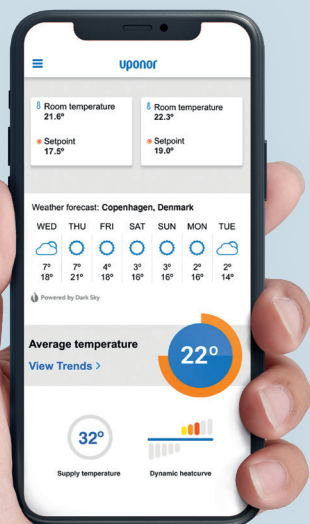 uponor
Room temperature
21.6°
Setpoint
17.5°
Room temperature
22.3°
Setpoint
19.0°
Weather forecast: Copenhagen, Denmark
WED THU FRI SAT SUN MON TUE
7° 7° 4° 3° 3° 2° 2°
18° 21° 18° 16° 16° 16° 14°
Powered by Dark Sky
Average temperature
View Trends >
22°
32°
Supply temperature
Dynamic heatcurve